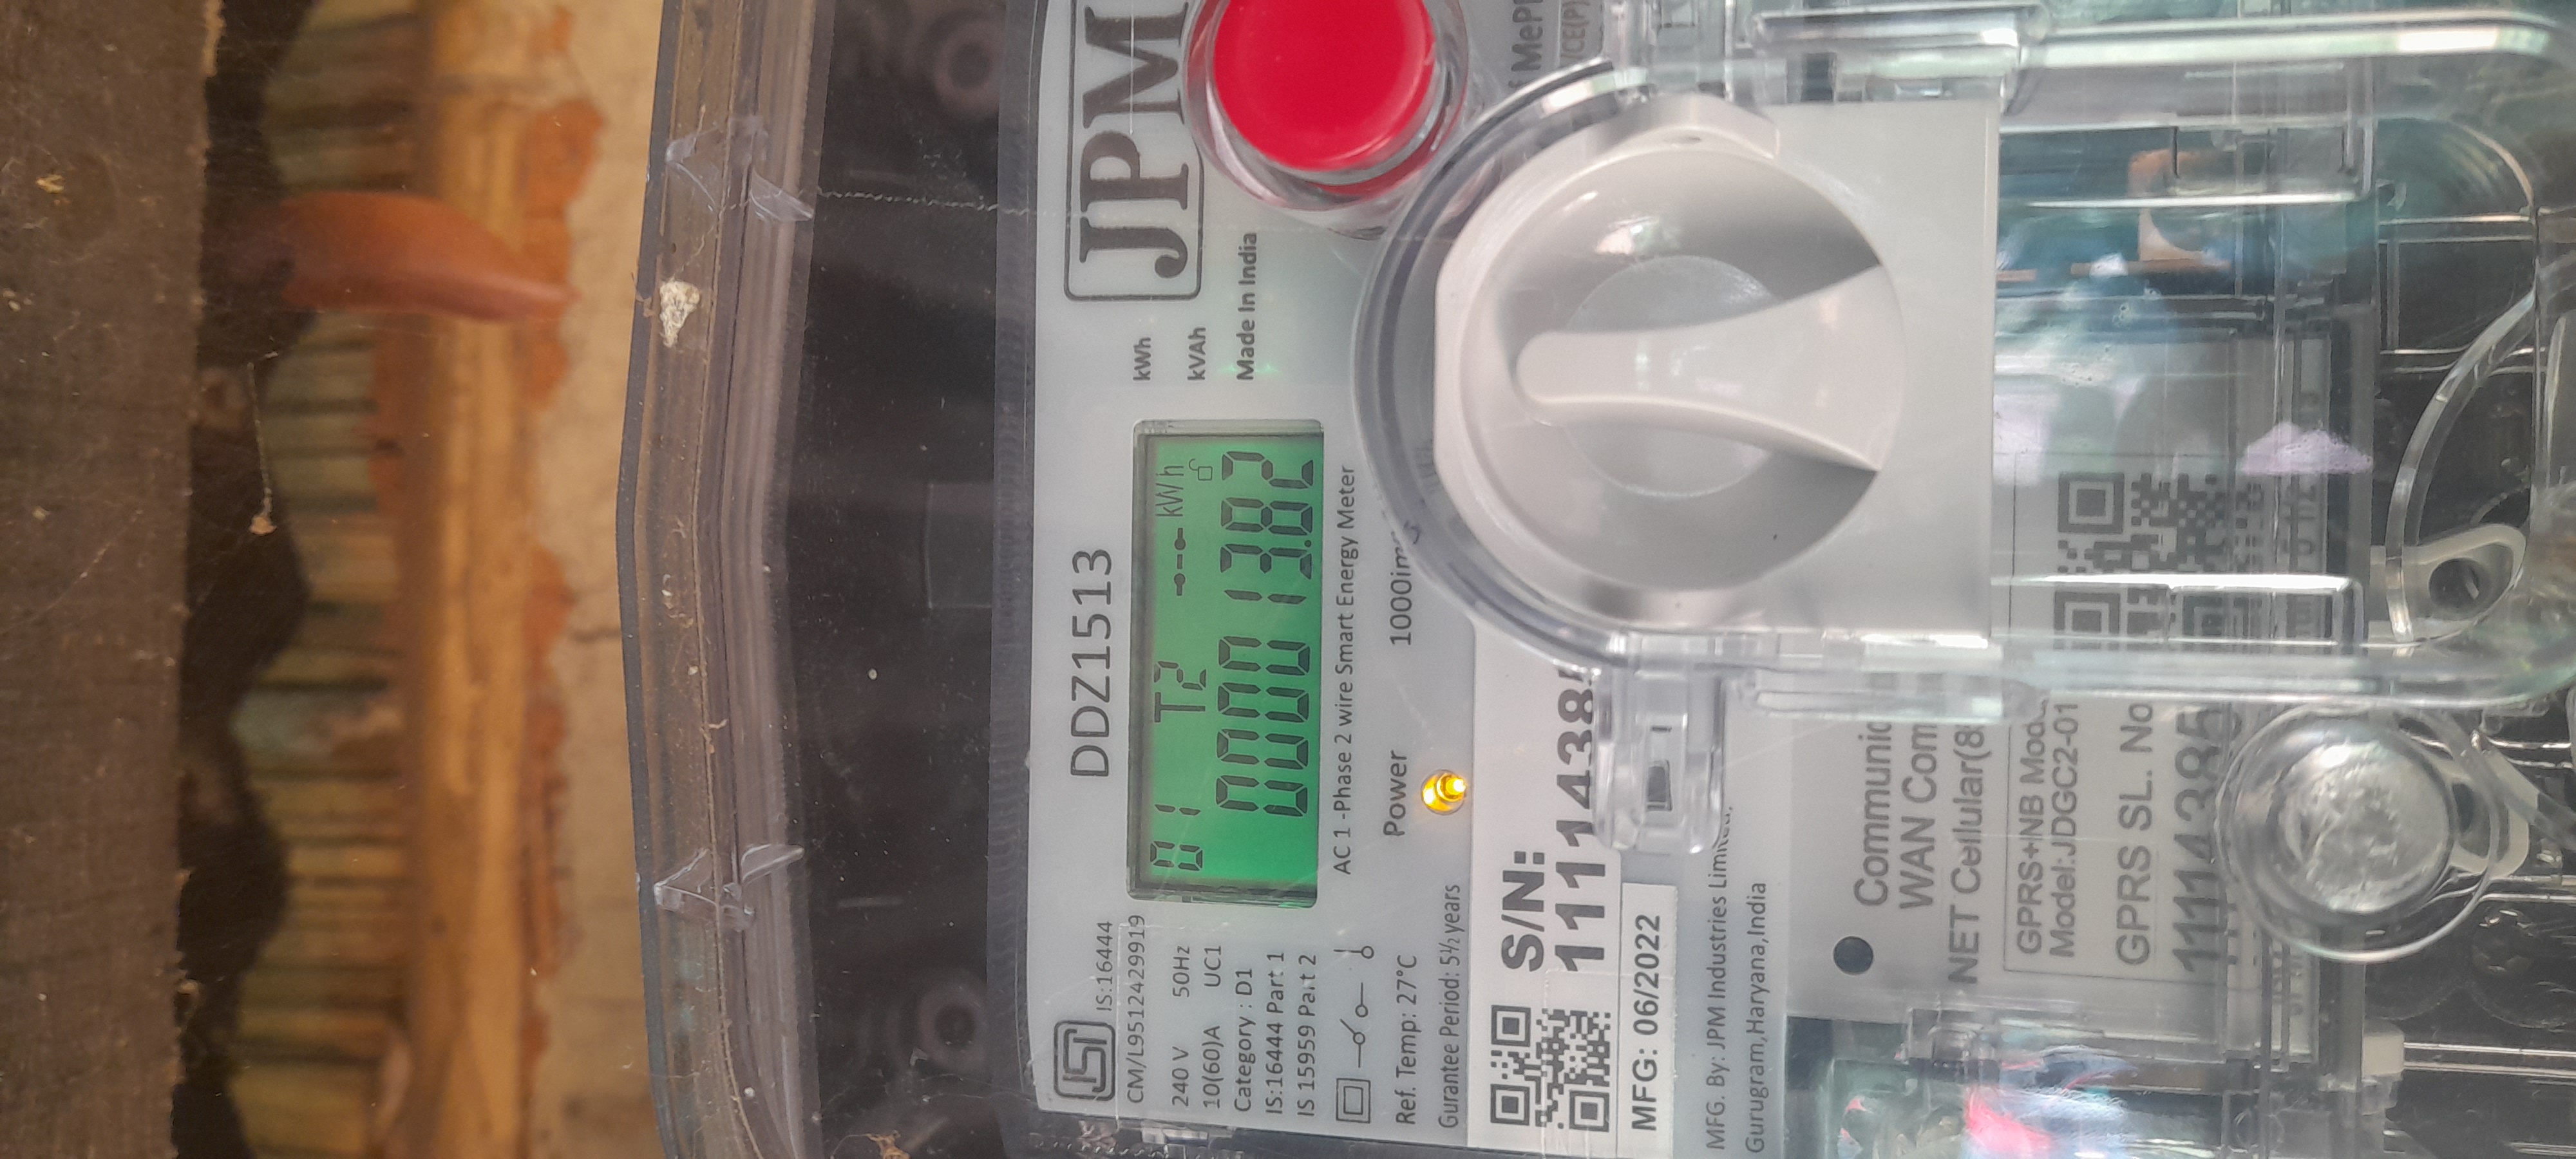 IS:16444
CM/L9512429919
240 V 50Hz
10(60)A UC1
Category : D1
IS:16444 Part 1
IS 15959 Part 2
Ref. Temp: 27°C
Gurantee Period: 5½ years
DDZ1513
JPM
01 T2 kWh
000013.82
kWh
kVAh
Made In India
AC 1 -Phase 2 wire Smart Energy Meter
Power
S/N:
MFG: 06/2022
MFG. By: JPM Industries Limited.
Gurugram,Haryana,India
WAN Com
NET Cellular(8
GPRS+NB
Model:JDGC2-01
GPRS SL. No